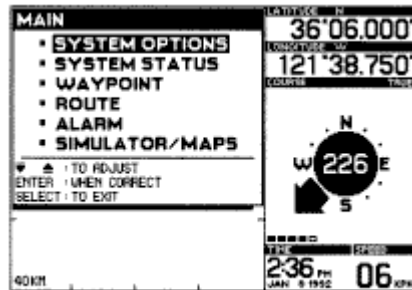 MAIN
▪ SYSTEM OPTIONS
▪ SYSTEM STATUS
▪ WAYPOINT
▪ ROUTE
▪ ALARM
▪ SIMULATOR/MAPS
▼ ▲ : TO ADJUST
ENTER : WHEN CORRECT
SELECT : TO EXIT
40KM
LATITUDE N
36°06.000'
LONGITUDE W
121°38.750'
COURSE TRUE
N
W 226 E
S
TIME SPEED
2:36 PM 06 KPH
JAN 8 1992